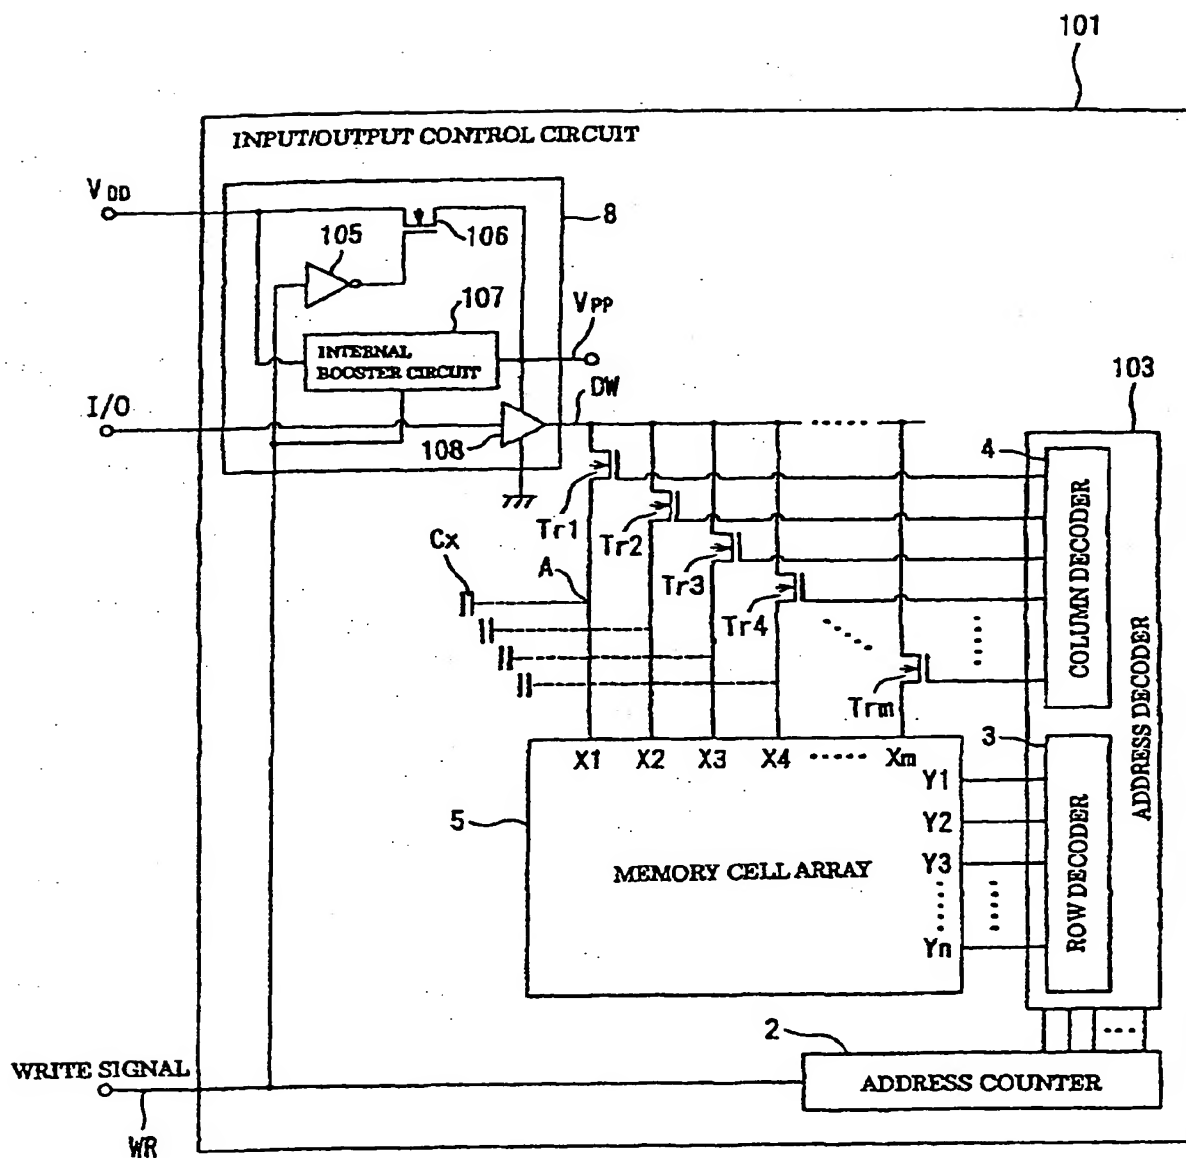 101
INPUT/OUTPUT CONTROL CIRCUIT
VDD
8
105
106
107
VPP
INTERNAL
BOOSTER CIRCUIT
DW
103
I/O
108
4
Tr1
Tr2
Cx
A
Tr3
Tr4
Trm
COLUMN DECODER
ADDRESS DECODER
X1 X2 X3 X4 ..... Xm
3
Y1
5
Y2
MEMORY CELL ARRAY
Y3
ROW DECODER
Yn
2
WRITE SIGNAL
ADDRESS COUNTER
WR